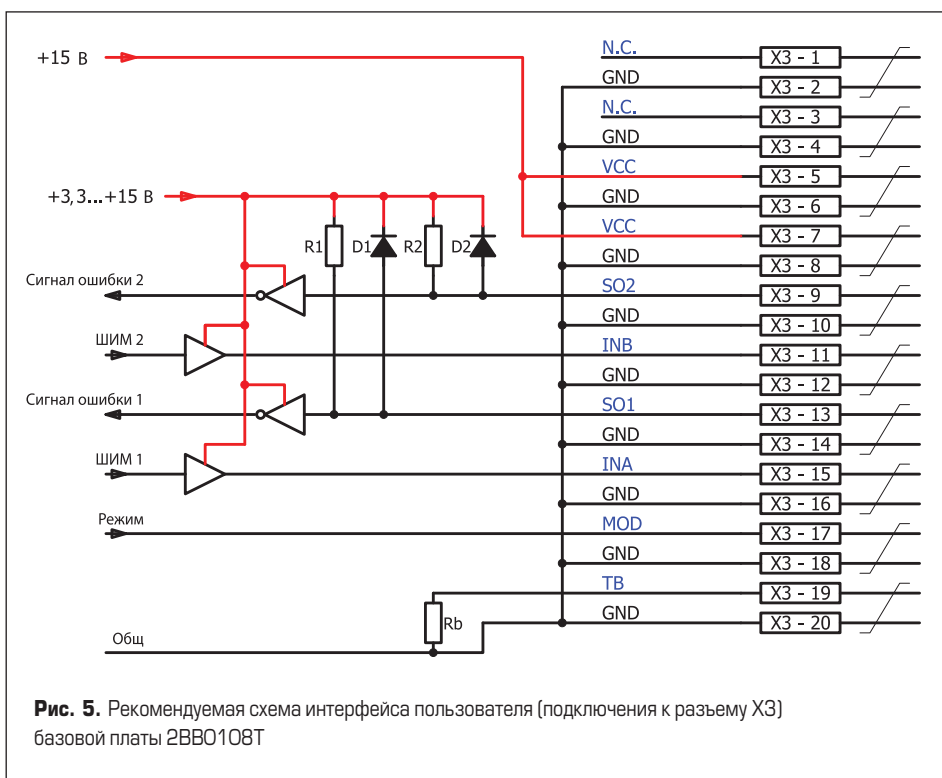 +15 В
N.C.
X3 - 1
GND
X3 - 2
N.C.
X3 - 3
GND
X3 - 4
VCC
X3 - 5
+3,3...+15 В
GND
X3 - 6
VCC
X3 - 7
R1
D1
R2
D2
GND
X3 - 8
Сигнал ошибки 2
SO2
X3 - 9
GND
X3 - 10
ШИМ 2
INB
X3 - 11
GND
X3 - 12
Сигнал ошибки 1
SO1
X3 - 13
GND
X3 - 14
ШИМ 1
INA
X3 - 15
GND
X3 - 16
Режим
MOD
X3 - 17
GND
X3 - 18
TB
X3 - 19
Rb
GND
X3 - 20
Общ
Рис. 5. Рекомендуемая схема интерфейса пользователя (подключения к разъему X3)
базовой платы 2BB0108T